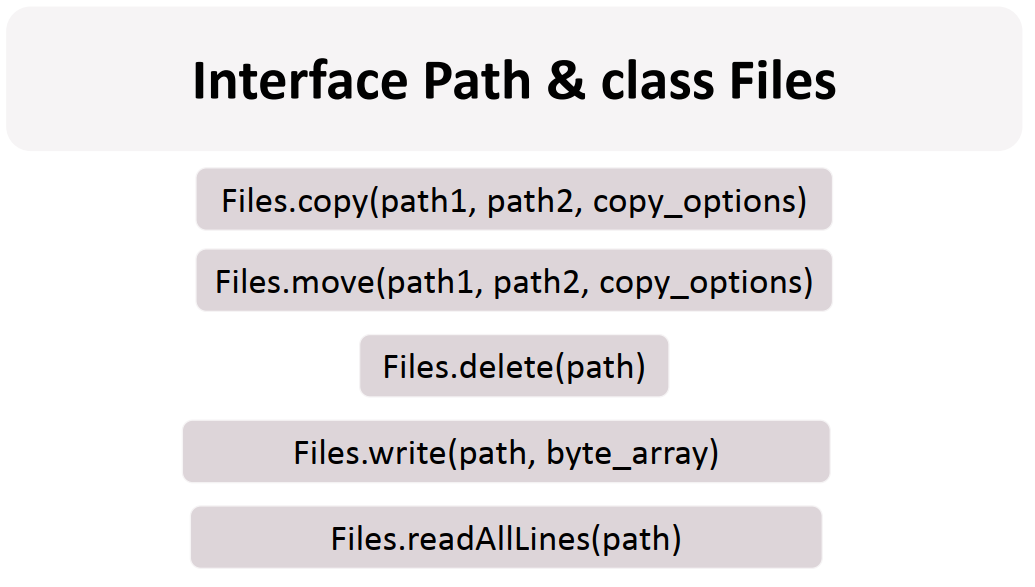 Interface Path & class Files
Files.copy(path1, path2, copy_options)
Files.move(path1, path2, copy_options)
Files.delete(path)
Files.write(path, byte_array)
Files.readAllLines(path)